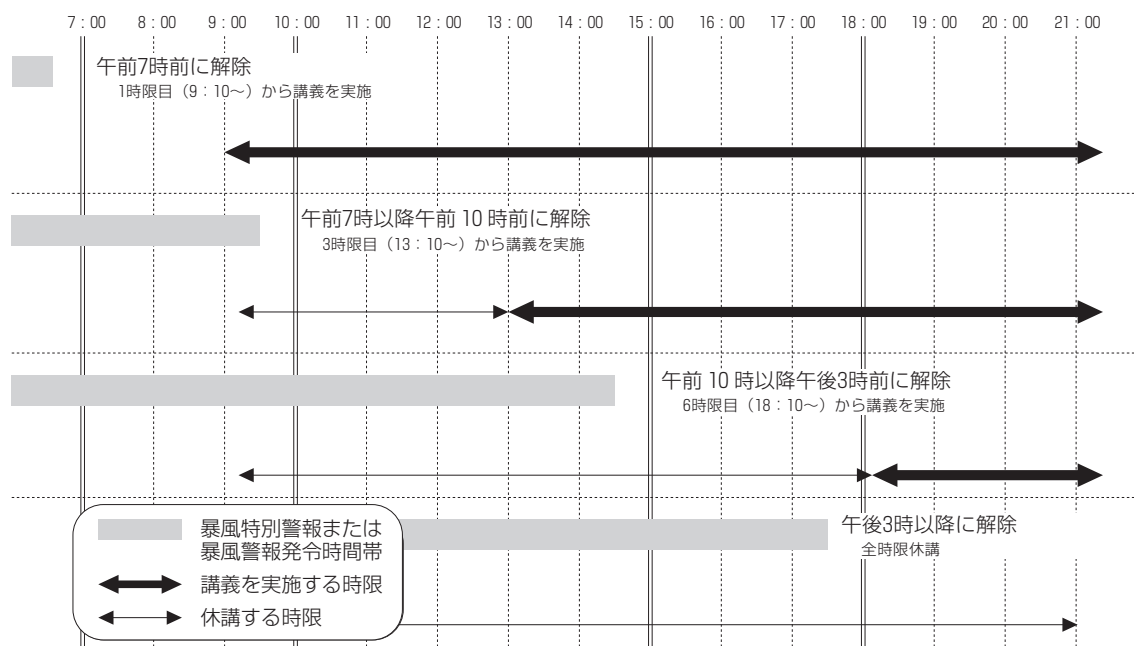 7：00 8：00 9：00 10：00 11：00 12：00 13：00 14：00 15：00 16：00 17：00 18：00 19：00 20：00 21：00
午前7時前に解除
1時限目（9：10〜）から講義を実施
午前7時以降午前 10 時前に解除
3時限目（13：10〜）から講義を実施
午前 10 時以降午後3時前に解除
6時限目（18：10〜）から講義を実施
午後3時以降に解除
全時限休講
暴風特別警報または
暴風警報発令時間帯
講義を実施する時限
休講する時限